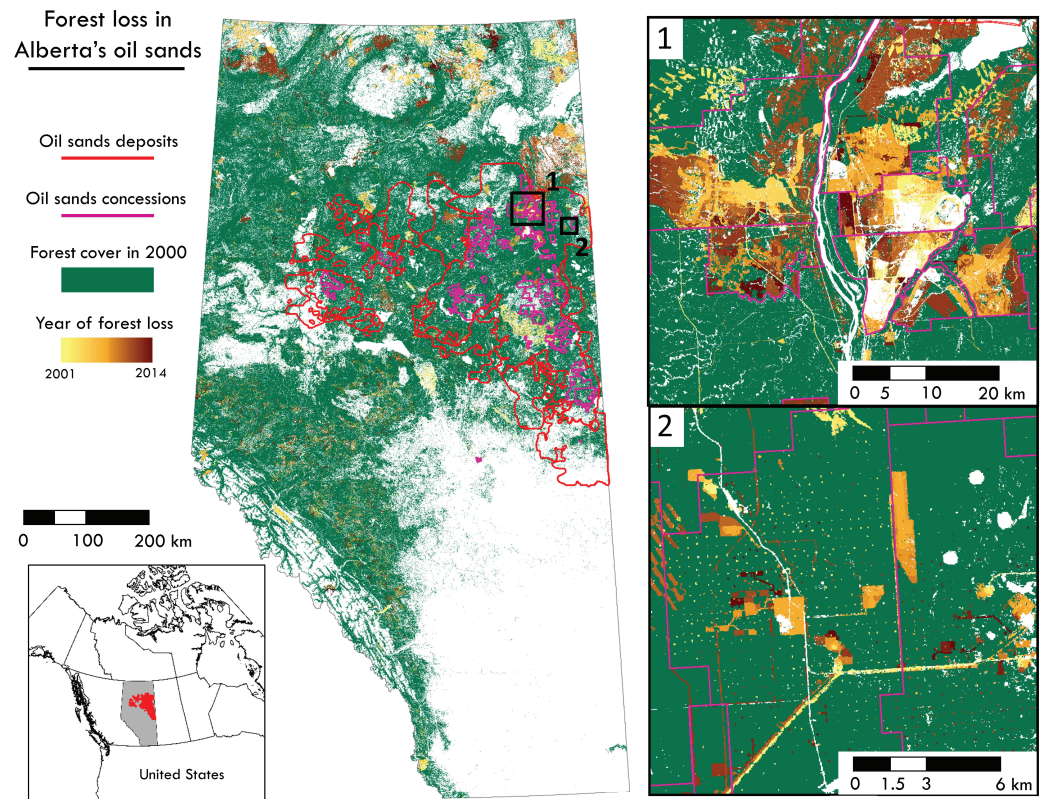 Forest loss in
Alberta's oil sands
Oil sands deposits
Oil sands concessions
Forest cover in 2000
Year of forest loss
2001 2014
0 100 200 km
United States
1
2
1
0 5 10 20 km
2
0 1.5 3 6 km